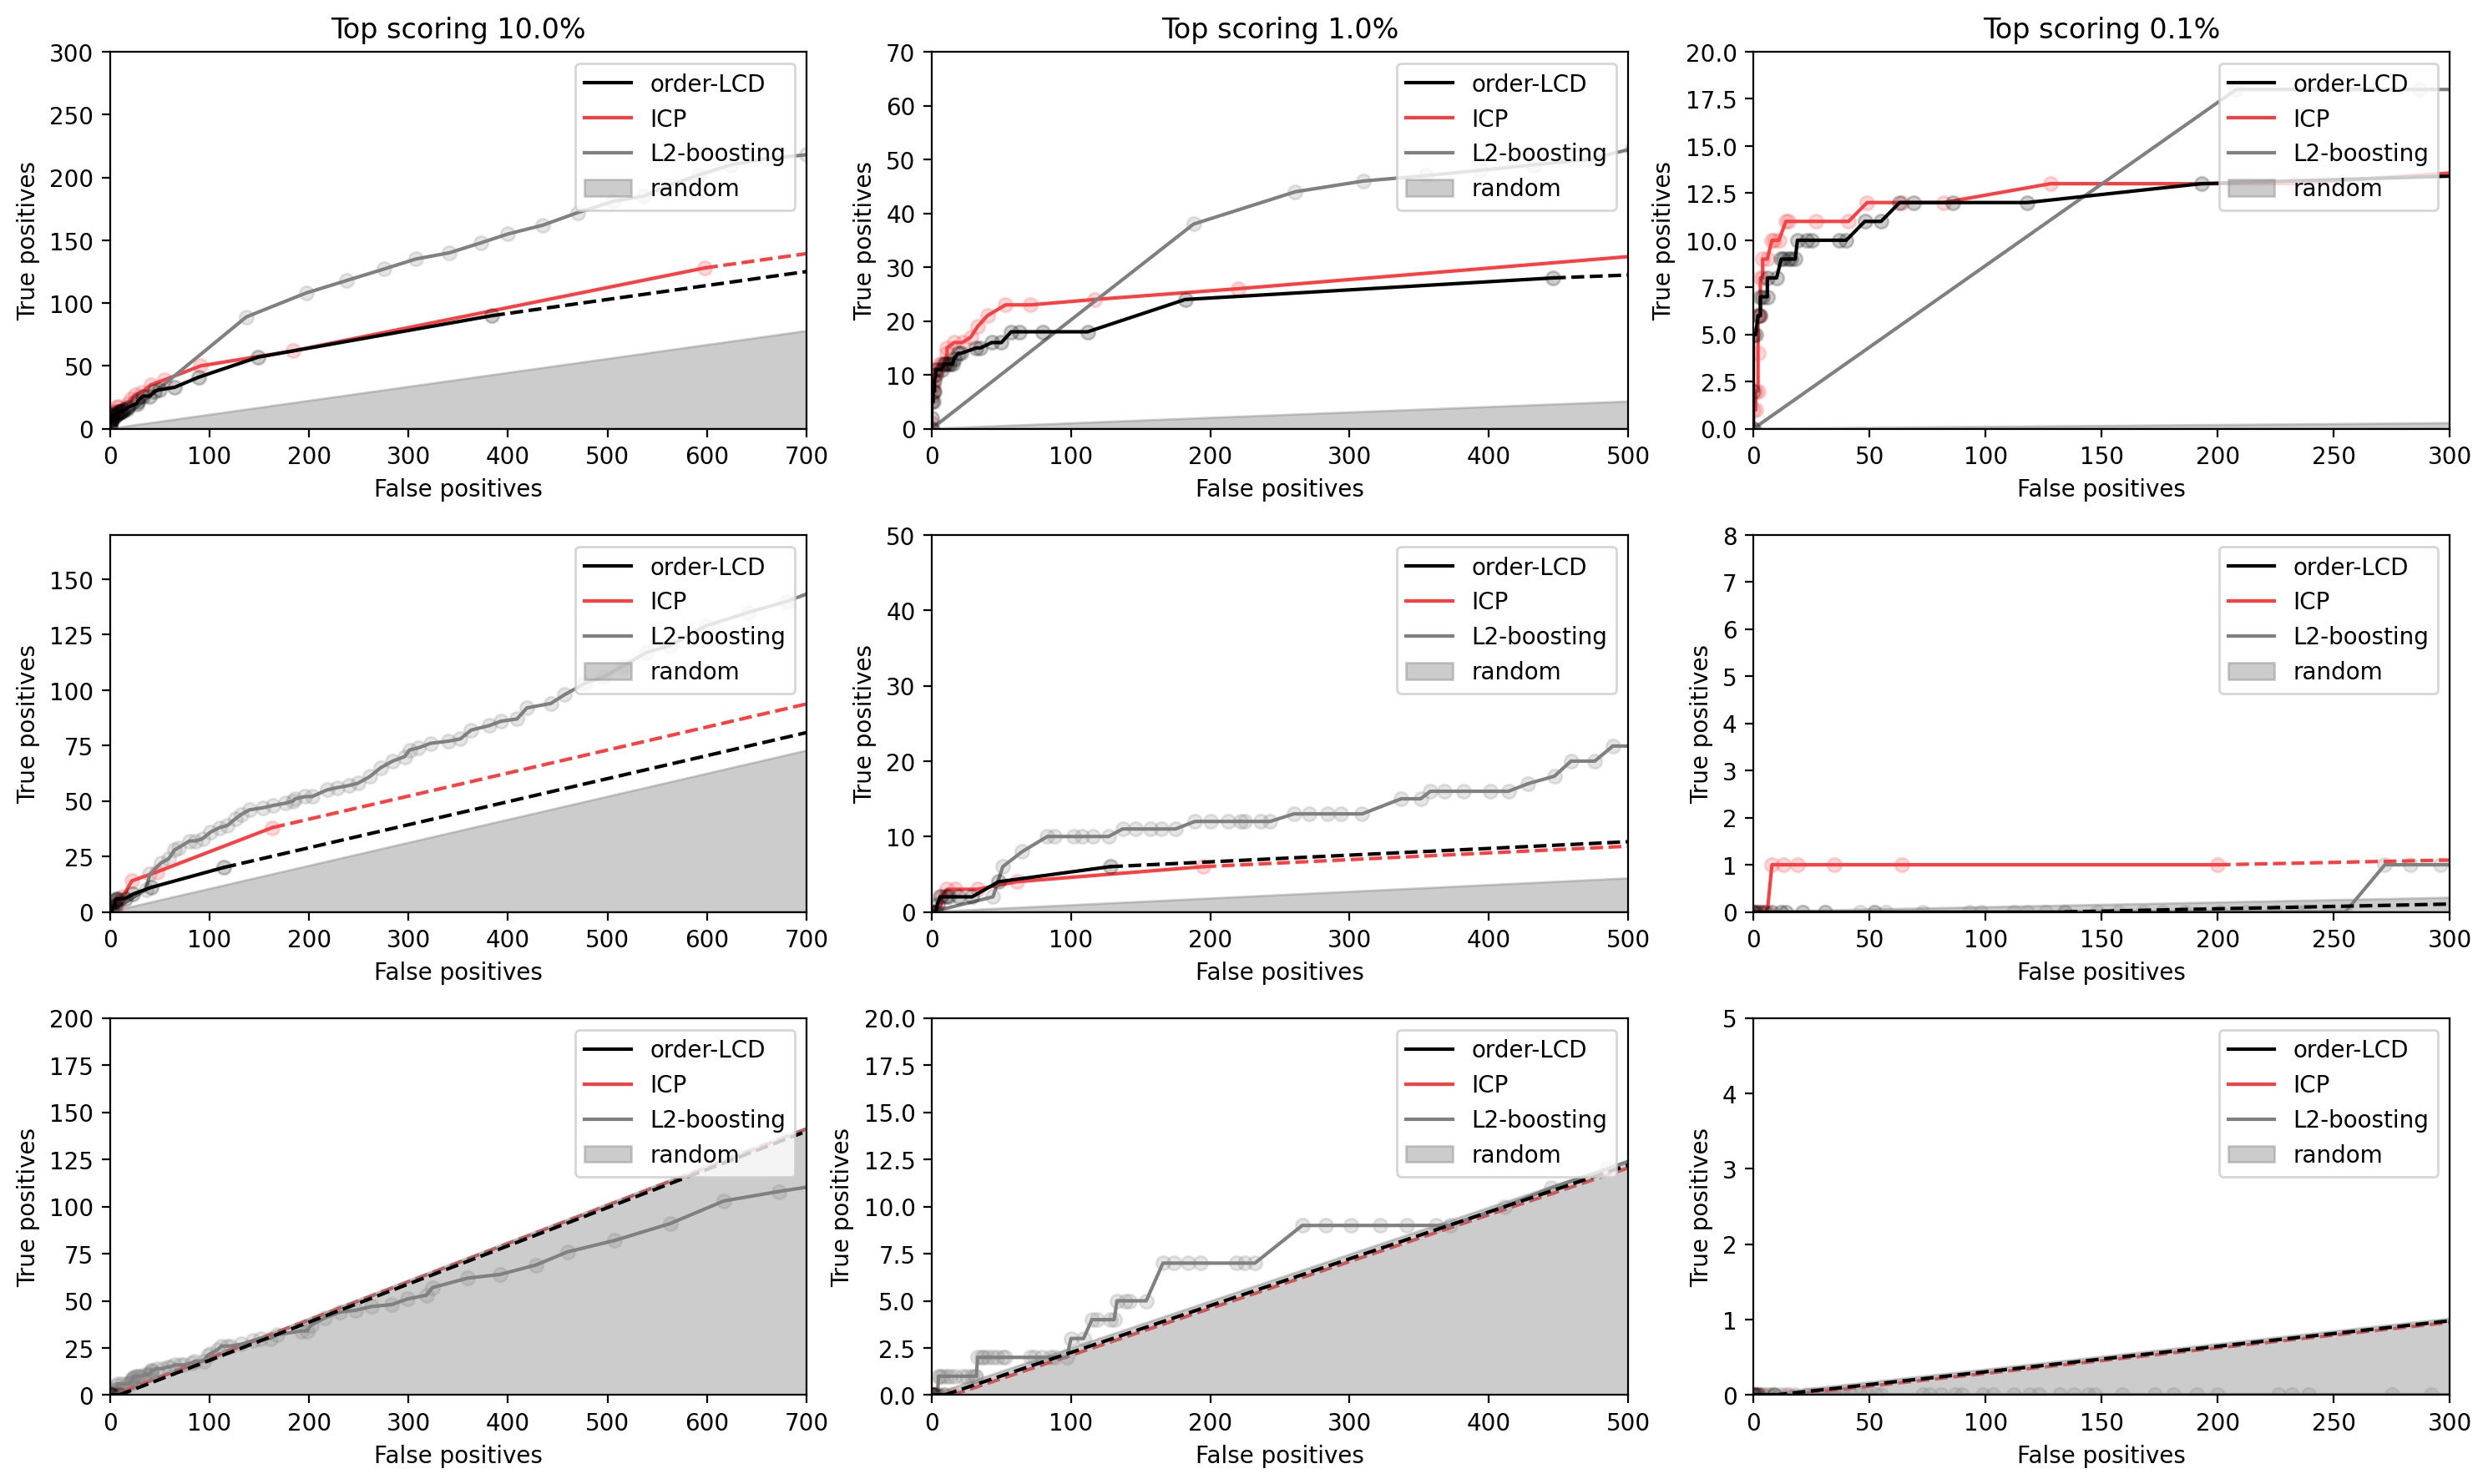 Top scoring 10.0%
300
250
200
150
100
50
0
True positives
0 100 200 300 400 500 600 700
False positives
order-LCD
ICP
L2-boosting
random
Top scoring 1.0%
70
60
50
40
30
20
10
0
True positives
0 100 200 300 400 500
False positives
order-LCD
ICP
L2-boosting
random
Top scoring 0.1%
20.0
17.5
15.0
12.5
10.0
7.5
5.0
2.5
0.0
True positives
0 50 100 150 200 250 300
False positives
order-LCD
ICP
L2-boosting
random
150
125
100
75
50
25
0
True positives
0 100 200 300 400 500 600 700
False positives
order-LCD
ICP
L2-boosting
random
50
40
30
20
10
0
True positives
0 100 200 300 400 500
False positives
order-LCD
ICP
L2-boosting
random
8
7
6
5
4
3
2
1
0
True positives
0 50 100 150 200 250 300
False positives
order-LCD
ICP
L2-boosting
random
200
175
150
125
100
75
50
25
0
True positives
0 100 200 300 400 500 600 700
False positives
order-LCD
ICP
L2-boosting
random
20.0
17.5
15.0
12.5
10.0
7.5
5.0
2.5
0.0
True positives
0 100 200 300 400 500
False positives
order-LCD
ICP
L2-boosting
random
5
4
3
2
1
0
True positives
0 50 100 150 200 250 300
False positives
order-LCD
ICP
L2-boosting
random